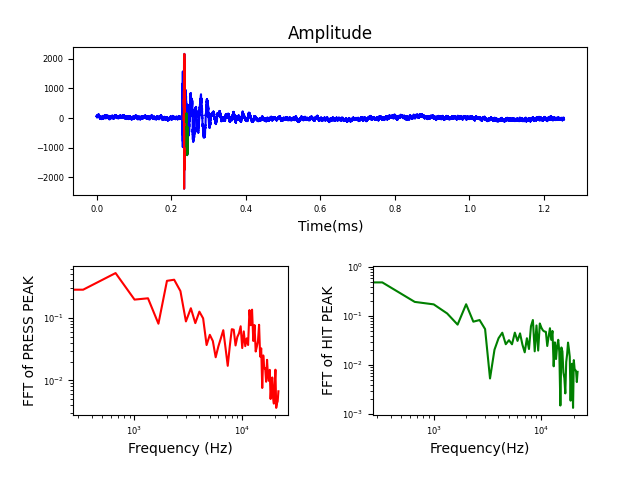 Amplitude
2000
1000
0
−1000
−2000
0.0 0.2 0.4 0.6 0.8 1.0 1.2
Time(ms)
FFT of PRESS PEAK
10⁻¹
10⁻²
10³ 10⁴
Frequency (Hz)
FFT of HIT PEAK
10⁰
10⁻¹
10⁻²
10⁻³
10³ 10⁴
Frequency(Hz)